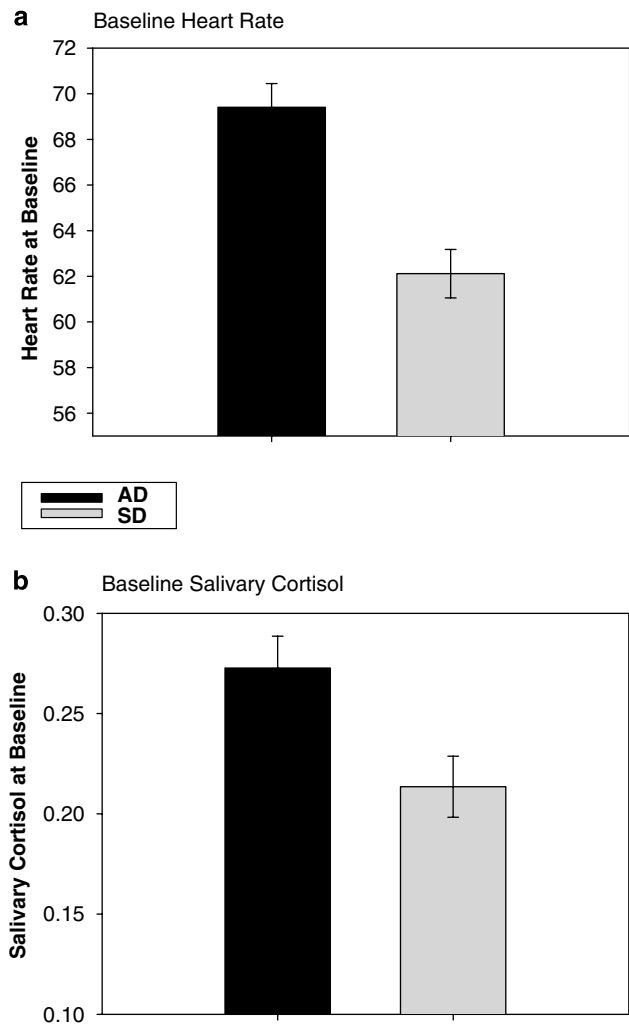 a
Baseline Heart Rate
72
70
68
66
64
62
60
58
56
Heart Rate at Baseline
AD
SD
b
Baseline Salivary Cortisol
0.30
0.25
0.20
0.15
0.10
Salivary Cortisol at Baseline